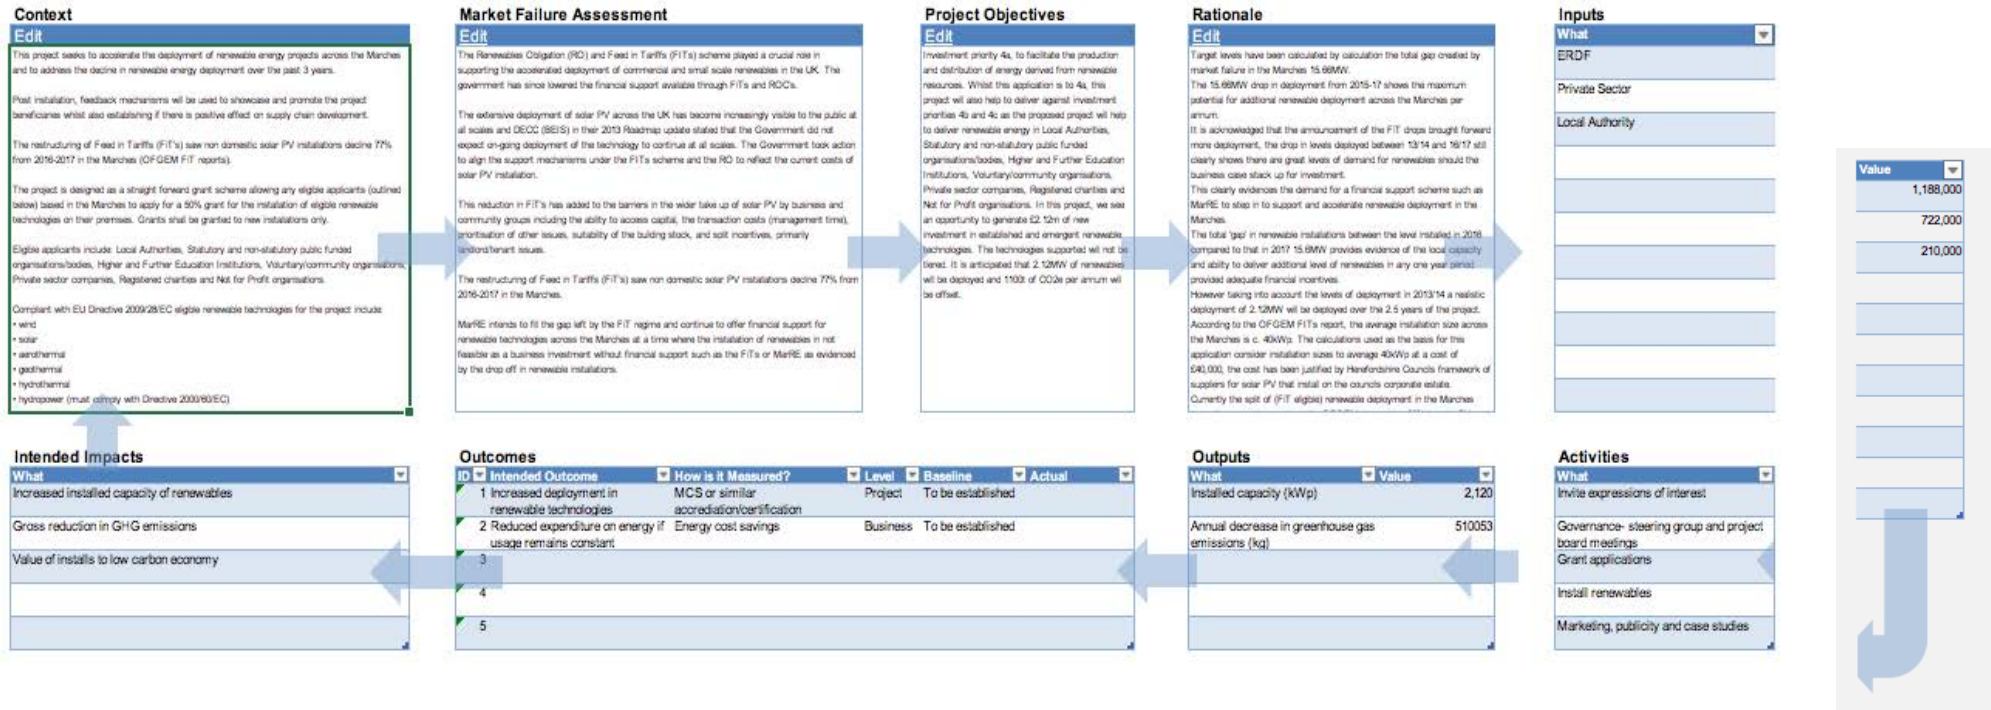 Context
Edit
This project seeks to accelerate the deployment of renewable energy projects across the Marches
and to address the decline in renewable energy deployment over the past 3 years.
Post installation, feedback mechanisms will be used to showcase and promote the project
beneficiaries whilst also establishing if there is positive effect on supply chain development.
The restructuring of Feed in Tariffs (FiT's) saw non domestic solar PV installations decline 77%
from 2016-2017 in the Marches (OFGEM FiT reports).
The project is designed as a straight forward grant scheme allowing any eligible applicants (outlined
below) based in the Marches to apply for a 50% grant for the installation of eligible renewable
technologies on their premises. Grants shall be granted to new installations only.
Eligible applicants include: Local Authorities, Statutory and non-statutory public funded
organisations/bodies, Higher and Further Education Institutions, Voluntary/community organisations,
Private sector companies, Registered charities and Not for Profit organisations.
Compliant with EU Directive 2009/28/EC eligible renewable technologies for the project include:
• wind
• solar
• aerothermal
• geothermal
• hydrothermal
• hydropower (must comply with Directive 2000/60/EC)
Market Failure Assessment
Edit
The Renewables Obligation (RO) and Feed in Tariffs (FITs) scheme played a crucial role in
supporting the accelerated deployment of commercial and small scale renewables in the UK. The
government has since lowered the financial support available through FiTs and ROC's.
The extensive deployment of solar PV across the UK has become increasingly visible to the public at
all scales and DECC (BEIS) in their 2013 Roadmap update stated that the Government did not
expect on-going deployment of the technology to continue at all scales. The Government took action
to align the support mechanisms under the FITs scheme and the RO to reflect the current costs of
solar PV installation.
This reduction in FiT's has added to the barriers in the wider take up of solar PV by business and
community groups including the ability to access capital, the transaction costs (management time),
prioritisation of other issues, suitability of the building stock, and split incentives, primarily
landlord/tenant issues.
The restructuring of Feed in Tariffs (FiT's) saw non domestic solar PV installations decline 77% from
2016-2017 in the Marches.
MarRE intends to fill the gap left by the FiT regime and continue to offer financial support for
renewable technologies across the Marches at a time where the installation of renewables in not
feasible as a business investment without financial support such as the FiTs or MarRE as evidenced
by the drop off in renewable installations.
Project Objectives
Edit
Investment priority 4a, to facilitate the production
and distribution of energy derived from renewable
resources. Whilst this application is to 4a, this
project wil also help to deliver against investment
priorities 4b and 4c as the proposed project will help
to deliver renewable energy in Local Authorities,
Statutory and non-statutory public funded
organisations/bodies, Higher and Further Education
Institutions, Voluntary/community organisations,
Private sector companies, Registered charities and
Not for Profit organisations. In this project, we see
an opportunity to generate £2.12m of new
investment in established and emergent renewable
technologies. The technologies supported wil not be
tiered. It is anticipated that 2.12MW of renewables
wil be deployed and 1100t of CO2e per annum wil
be offset.
Rationale
Edit
Target levels have been calculated by calculation the total gap created by
market failure in the Marches 15.66MW.
The 15.66MW drop in deployment from 2015-17 shows the maximum
potential for additional renewable deployment across the Marches per
annum.
It is acknowledged that the announcement of the FIT drops brought forward
more deployment, the drop in levels deployed between 13/14 and 16/17 still
clearly shows there are great levels of demand for renewables should the
business case stack up for investment.
This clearly evidences the demand for a financial support scheme such as
MarRE to step in to support and accelerate renewable deployment in the
Marches.
The total 'gap' in renewable installations between the level installed in 2016
compared to that in 2017 15.6MW provides evidence of the local capacity
and ability to deliver additional level of renewables in any one year period
provided adequate financial incentives.
However taking into account the levels of deployment in 2013/14 a realistic
deployment of 2.12MW wil be deployed over the 2.5 years of the project.
According to the OFGEM FITs report, the average installation size across
the Marches is c. 40kWp. The calculations used as the basis for this
application consider installation sizes to average 40kWp at a cost of
£40,000, the cost has been justified by Herefordshire Councils framework of
suppliers for solar PV that instal on the councils corporate estate.
Currently the split of (FiT eligible) renewable deployment in the Marches
Inputs
What
ERDF
Private Sector
Local Authority
Value
1,188,000
722,000
210,000
Intended Impacts
What
Increased installed capacity of renewables
Gross reduction in GHG emissions
Value of installs to low carbon economy
Outcomes
ID Intended Outcome How is it Measured? Level Baseline Actual
1 Increased deployment in renewable technologies MCS or similar accrediation/certification Project To be established
2 Reduced expenditure on energy if usage remains constant Energy cost savings Business To be established
3
4
5
Outputs
What Value
Installed capacity (kWp) 2,120
Annual decrease in greenhouse gas emissions (kg) 510053
Activities
What
Invite expressions of interest
Governance- steering group and project
board meetings
Grant applications
Install renewables
Marketing, publicity and case studies